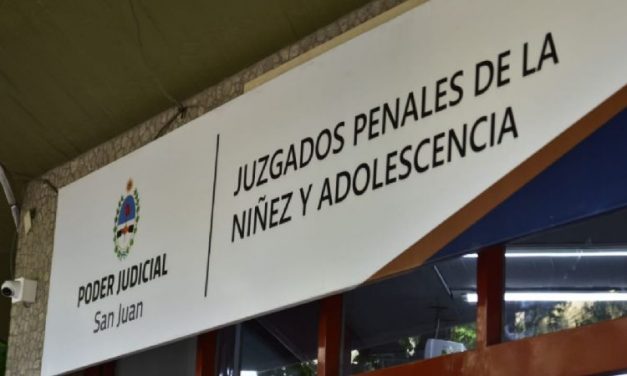 PODER JUDICIAL
San Juan
JUZGADOS PENALES DE LA
NIÑEZ Y ADOLESCENCIA